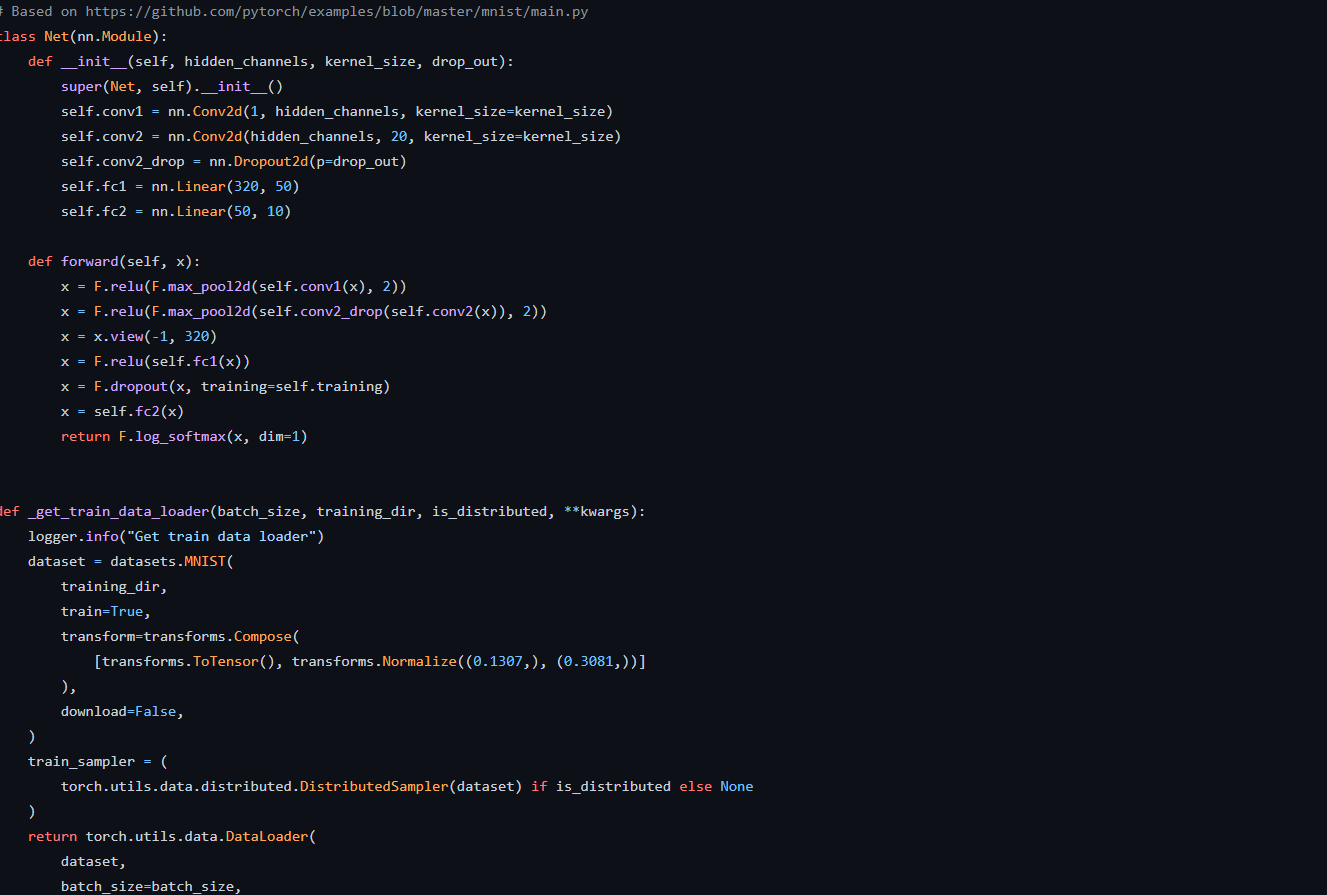 # Based on https://github.com/pytorch/examples/blob/master/mnist/main.py
class Net(nn.Module):
    def __init__(self, hidden_channels, kernel_size, drop_out):
        super(Net, self).__init__()
        self.conv1 = nn.Conv2d(1, hidden_channels, kernel_size=kernel_size)
        self.conv2 = nn.Conv2d(hidden_channels, 20, kernel_size=kernel_size)
        self.conv2_drop = nn.Dropout2d(p=drop_out)
        self.fc1 = nn.Linear(320, 50)
        self.fc2 = nn.Linear(50, 10)

    def forward(self, x):
        x = F.relu(F.max_pool2d(self.conv1(x), 2))
        x = F.relu(F.max_pool2d(self.conv2_drop(self.conv2(x)), 2))
        x = x.view(-1, 320)
        x = F.relu(self.fc1(x))
        x = F.dropout(x, training=self.training)
        x = self.fc2(x)
        return F.log_softmax(x, dim=1)


def _get_train_data_loader(batch_size, training_dir, is_distributed, **kwargs):
    logger.info("Get train data loader")
    dataset = datasets.MNIST(
        training_dir,
        train=True,
        transform=transforms.Compose(
            [transforms.ToTensor(), transforms.Normalize((0.1307,), (0.3081,))]
        ),
        download=False,
    )
    train_sampler = (
        torch.utils.data.distributed.DistributedSampler(dataset) if is_distributed else None
    )
    return torch.utils.data.DataLoader(
        dataset,
        batch_size=batch_size,